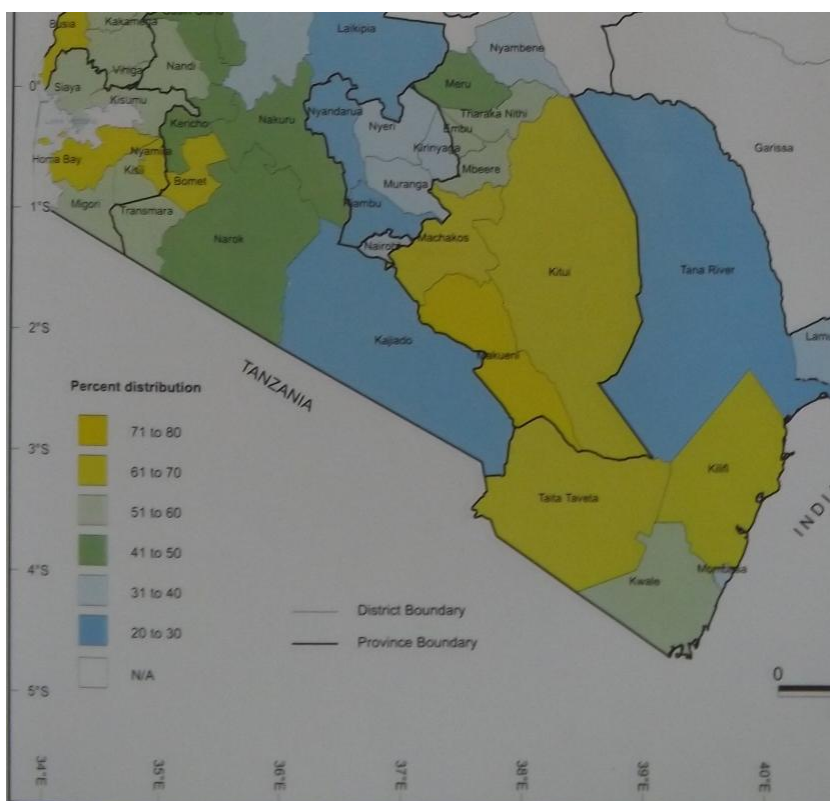 Busia
Kakamega
Laikipia
Nyambene
Vihiga
Nandi
0°
Siaya
Meru
Kisumu
Nyandarua
Tharaka Nithi
Kericho
Nakuru
Nyeri
Embu
Garissa
Kirinyaga
Homa Bay
Nyamira
Kisii
Mbeere
Bomet
Muranga
1°S
Migori
Transmara
Kiambu
Narok
Nairobi
Machakos
Kitui
Tana River
2°S
Kajiado
Makueni
Lam
TANZANIA
Percent distribution
71 to 80
61 to 70
51 to 60
41 to 50
31 to 40
20 to 30
N/A
3°S
Taita Taveta
Kilifi
INDI
4°S
Kwale
Mombasa
District Boundary
Province Boundary
5°S
0
34°E
35°E
36°E
37°E
38°E
39°E
40°E